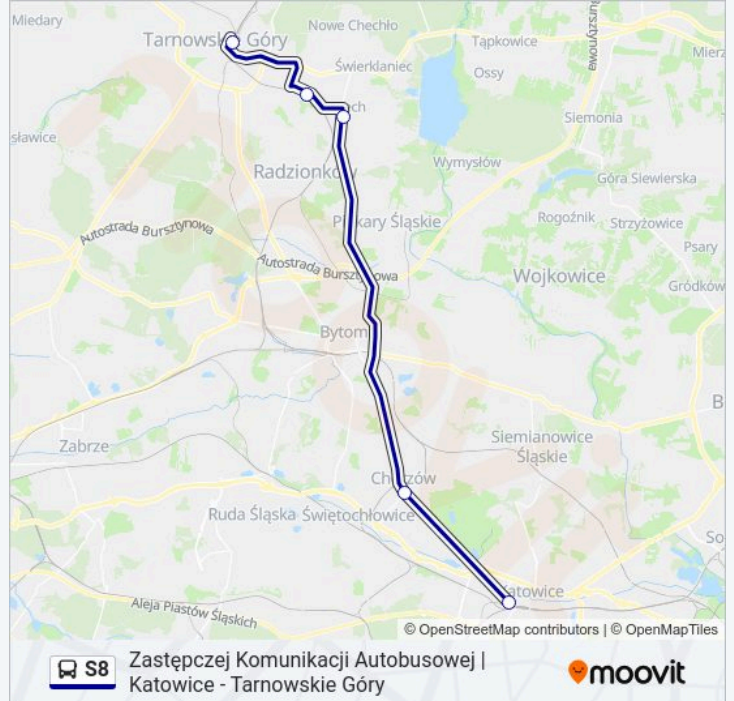 Miedary
Nowe Chechło
Tarnowskie Góry
Tąpkowice
Bursztynowa
Świerklaniec
Ossy
Siemonia
Wymysłów
Radzionków
Góra Siewierska
Piekary Śląskie
Rogoźnik
Strzyżowice
Autostrada Bursztynowa
Psary
Autostrada Bursztynowa
Wojkowice
Gródków
Bytom
Zabrze
Siemianowice
Śląskie
Chorzów
Ruda Śląska
Świętochłowice
Katowice
Aleja Piastów Śląskich
© OpenStreetMap contributors | © OpenMapTiles
S8
Zastępczej Komunikacji Autobusowej |
Katowice - Tarnowskie Góry
moovit